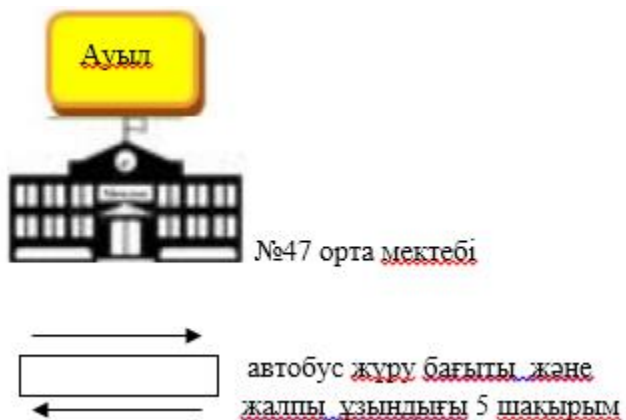 Ауыл
№47 орта мектебі
автобус жүру бағыты және
жалпы ұзындығы 5 шақырым